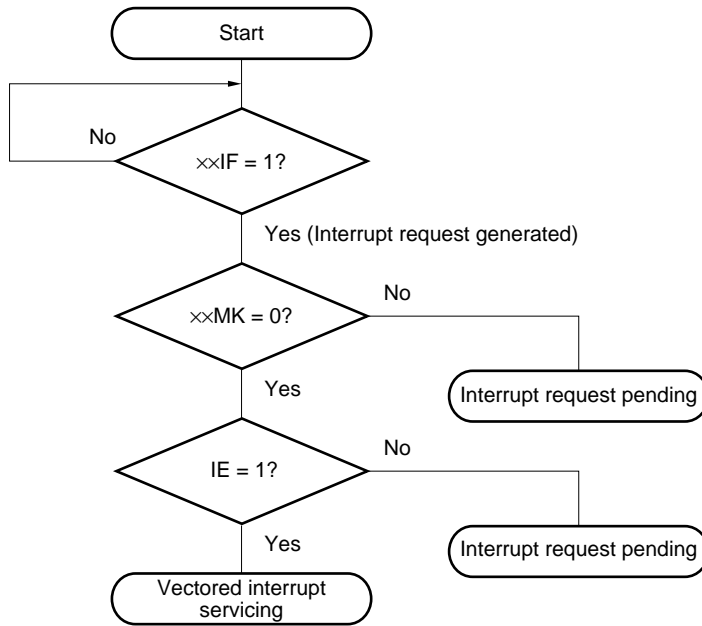 Start
No
××IF = 1?
Yes (Interrupt request generated)
No
××MK = 0?
Interrupt request pending
Yes
No
IE = 1?
Interrupt request pending
Yes
Vectored interrupt
servicing